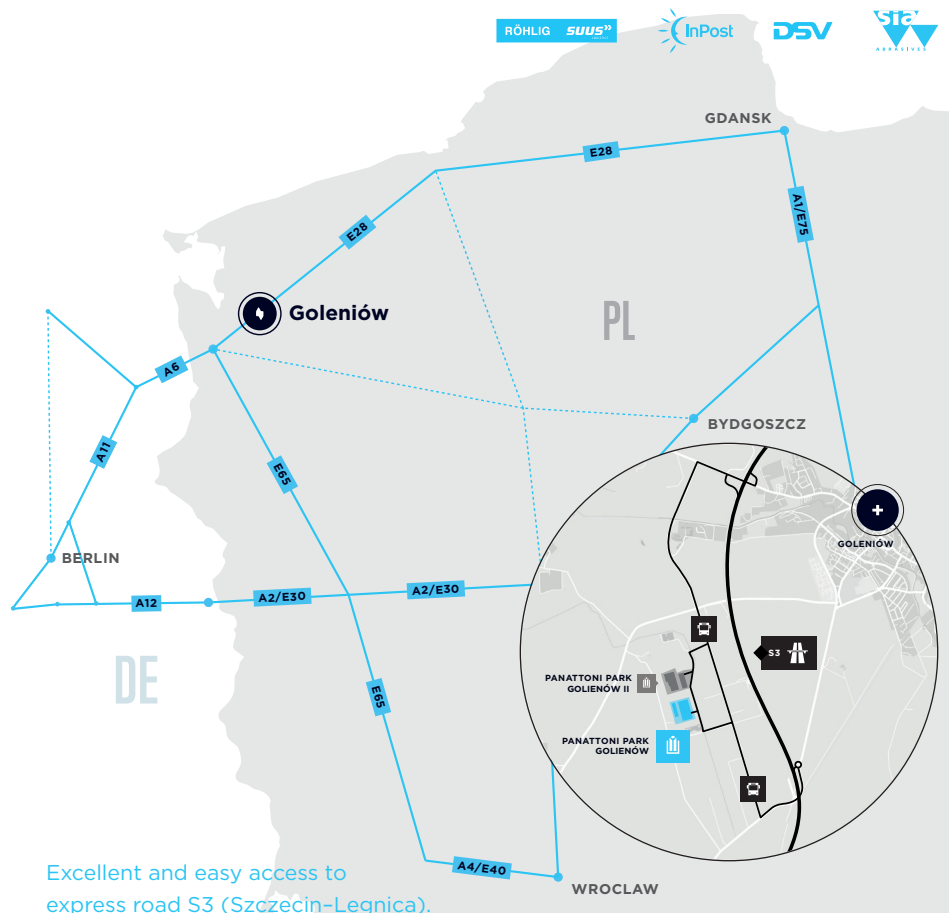 RÖHLIG SUUS
InPost
DSV
sia
ABRASIVES
GDANSK
E28
A1/E75
E28
Goleniów
PL
A6
BYDGOSZCZ
A11
E65
GOLENIÓW
BERLIN
A2/E30
A2/E30
A12
S3
DE
PANATTONI PARK
GOLIENÓW II
E65
PANATTONI PARK
GOLIENÓW
A4/E40
WROCLAW
Excellent and easy access to
express road S3 (Szczecin–Legnica).